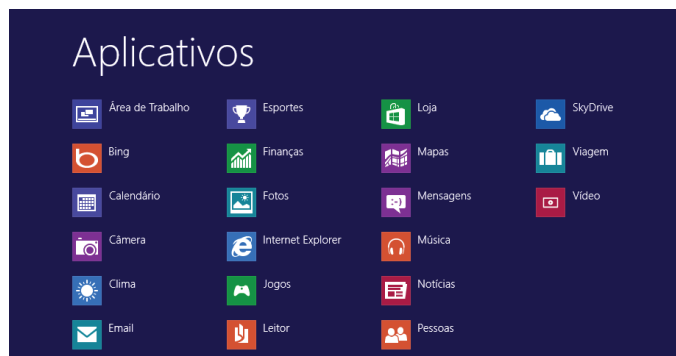 Aplicativos
Área de Trabalho
Bing
Calendário
Câmera
Clima
Email
Esportes
Finanças
Fotos
Internet Explorer
Jogos
Leitor
Loja
Mapas
Mensagens
Música
Notícias
Pessoas
SkyDrive
Viagem
Vídeo